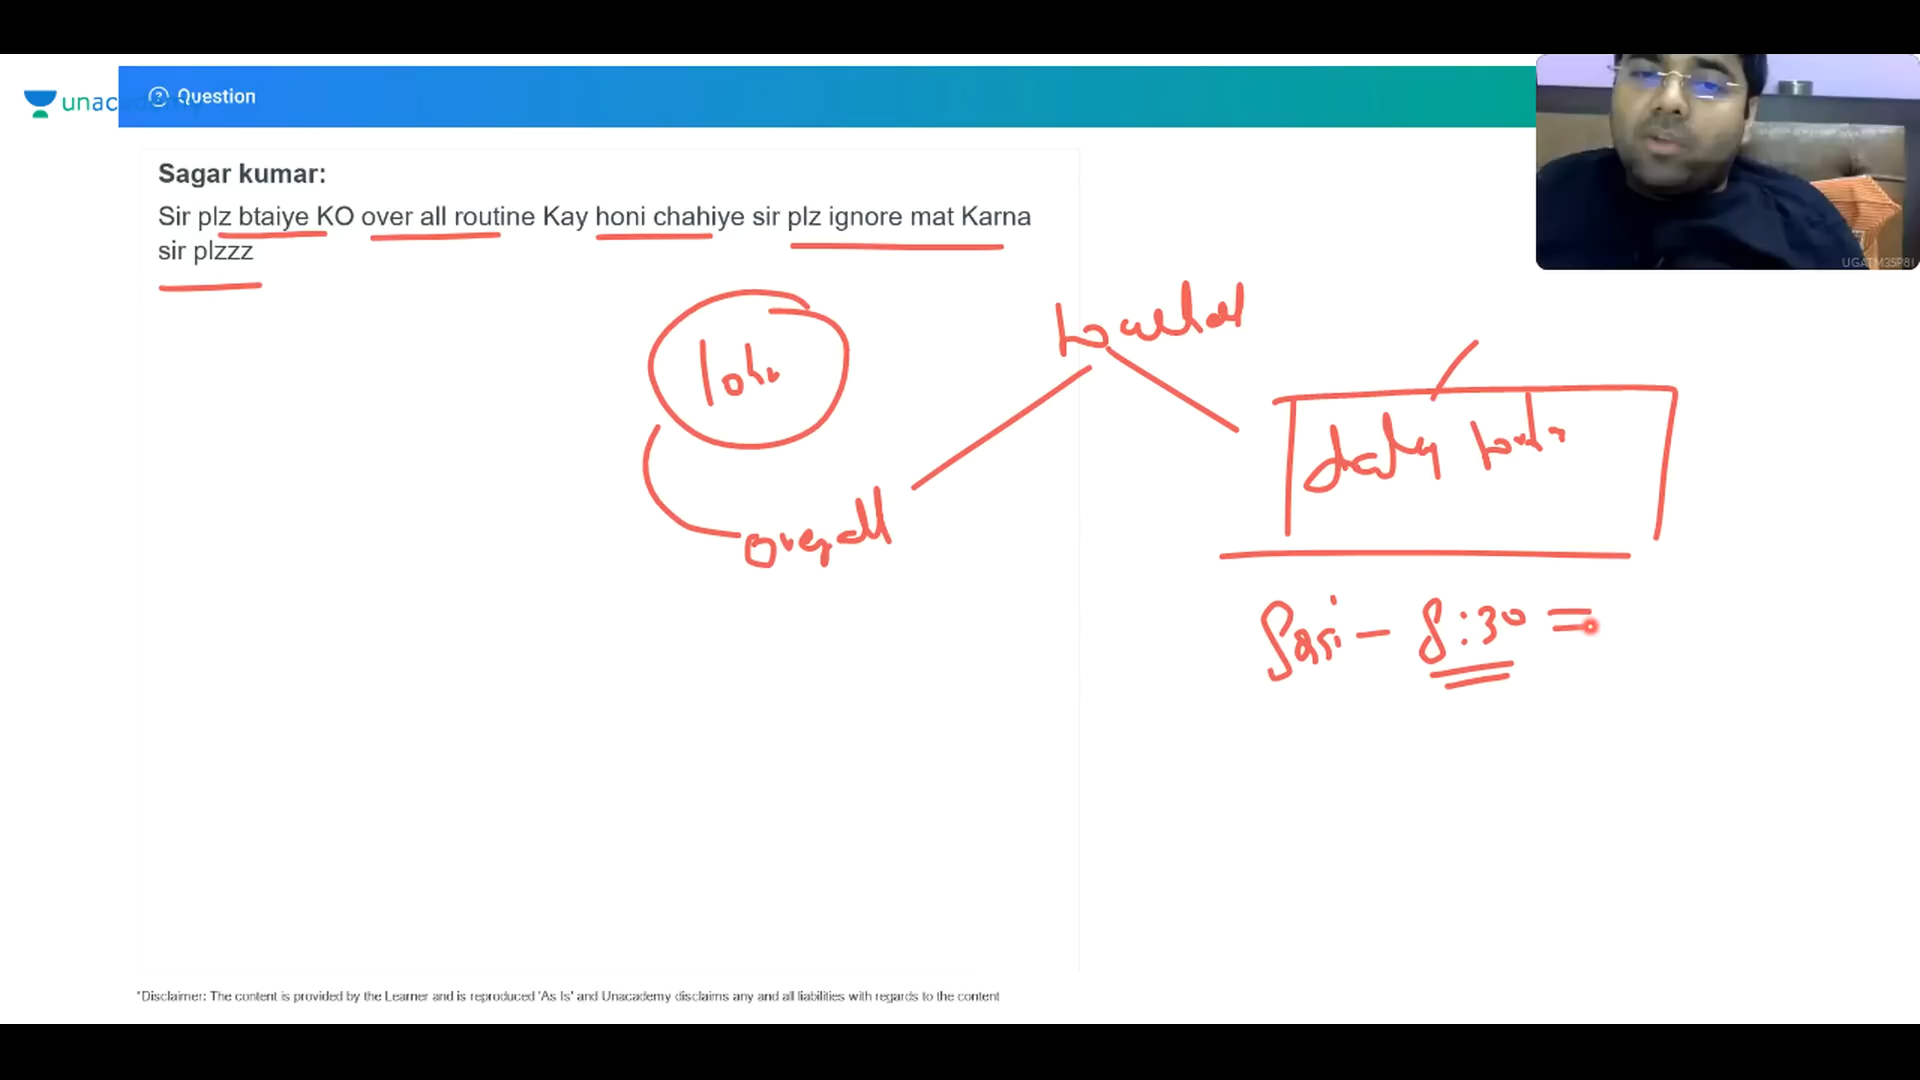 unacademy
? Question
Sagar kumar:
Sir plz btaiye KO over all routine Kay honi chahiye sir plz ignore mat Karna
sir plzzz
overall
8:30 =
UGATM35P8I
*Disclaimer: The content is provided by the Learner and is reproduced 'As Is' and Unacademy disclaims any and all liabilities with regards to the content